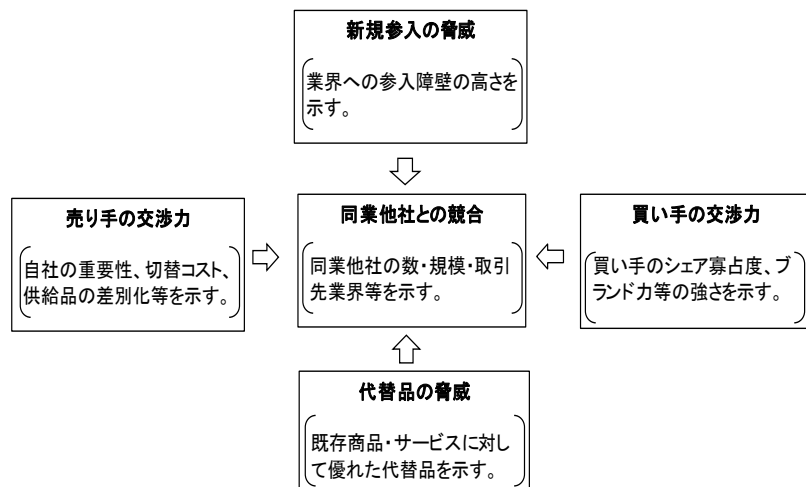 新規参入の脅威
業界への参入障壁の高さを
示す。
売り手の交渉力
自社の重要性、切替コスト、
供給品の差別化等を示す。
同業他社との競合
同業他社の数・規模・取引
先業界等を示す。
買い手の交渉力
買い手のシェア寡占度、ブ
ランド力等の強さを示す。
代替品の脅威
既存商品・サービスに対し
て優れた代替品を示す。